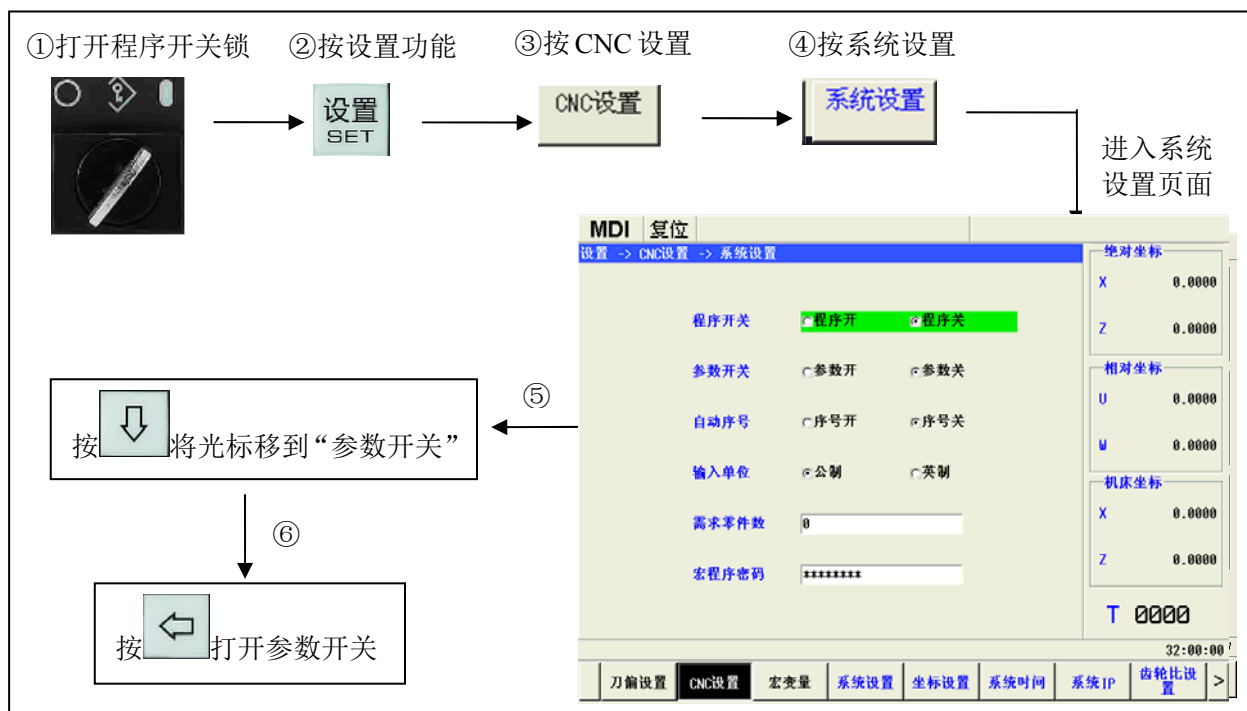 ①打开程序开关锁
②按设置功能
③按CNC设置
④按系统设置
设置
SET
CNC设置
系统设置
进入系统
设置页面
MDI 复位
设置 -> CNC设置 -> 系统设置
程序开关 程序开 程序关
参数开关 参数开 参数关
自动序号 序号开 序号关
输入单位 公制 英制
需求零件数 0
宏程序密码 ********
绝对坐标
X 0.0000
Z 0.0000
相对坐标
U 0.0000
W 0.0000
机床坐标
X 0.0000
Z 0.0000
T 0000
32:00:00
刀偏设置 CNC设置 宏变量 系统设置 坐标设置 系统时间 系统IP 齿轮比设置 >
⑤
按将光标移到“参数开关”
⑥
按打开参数开关